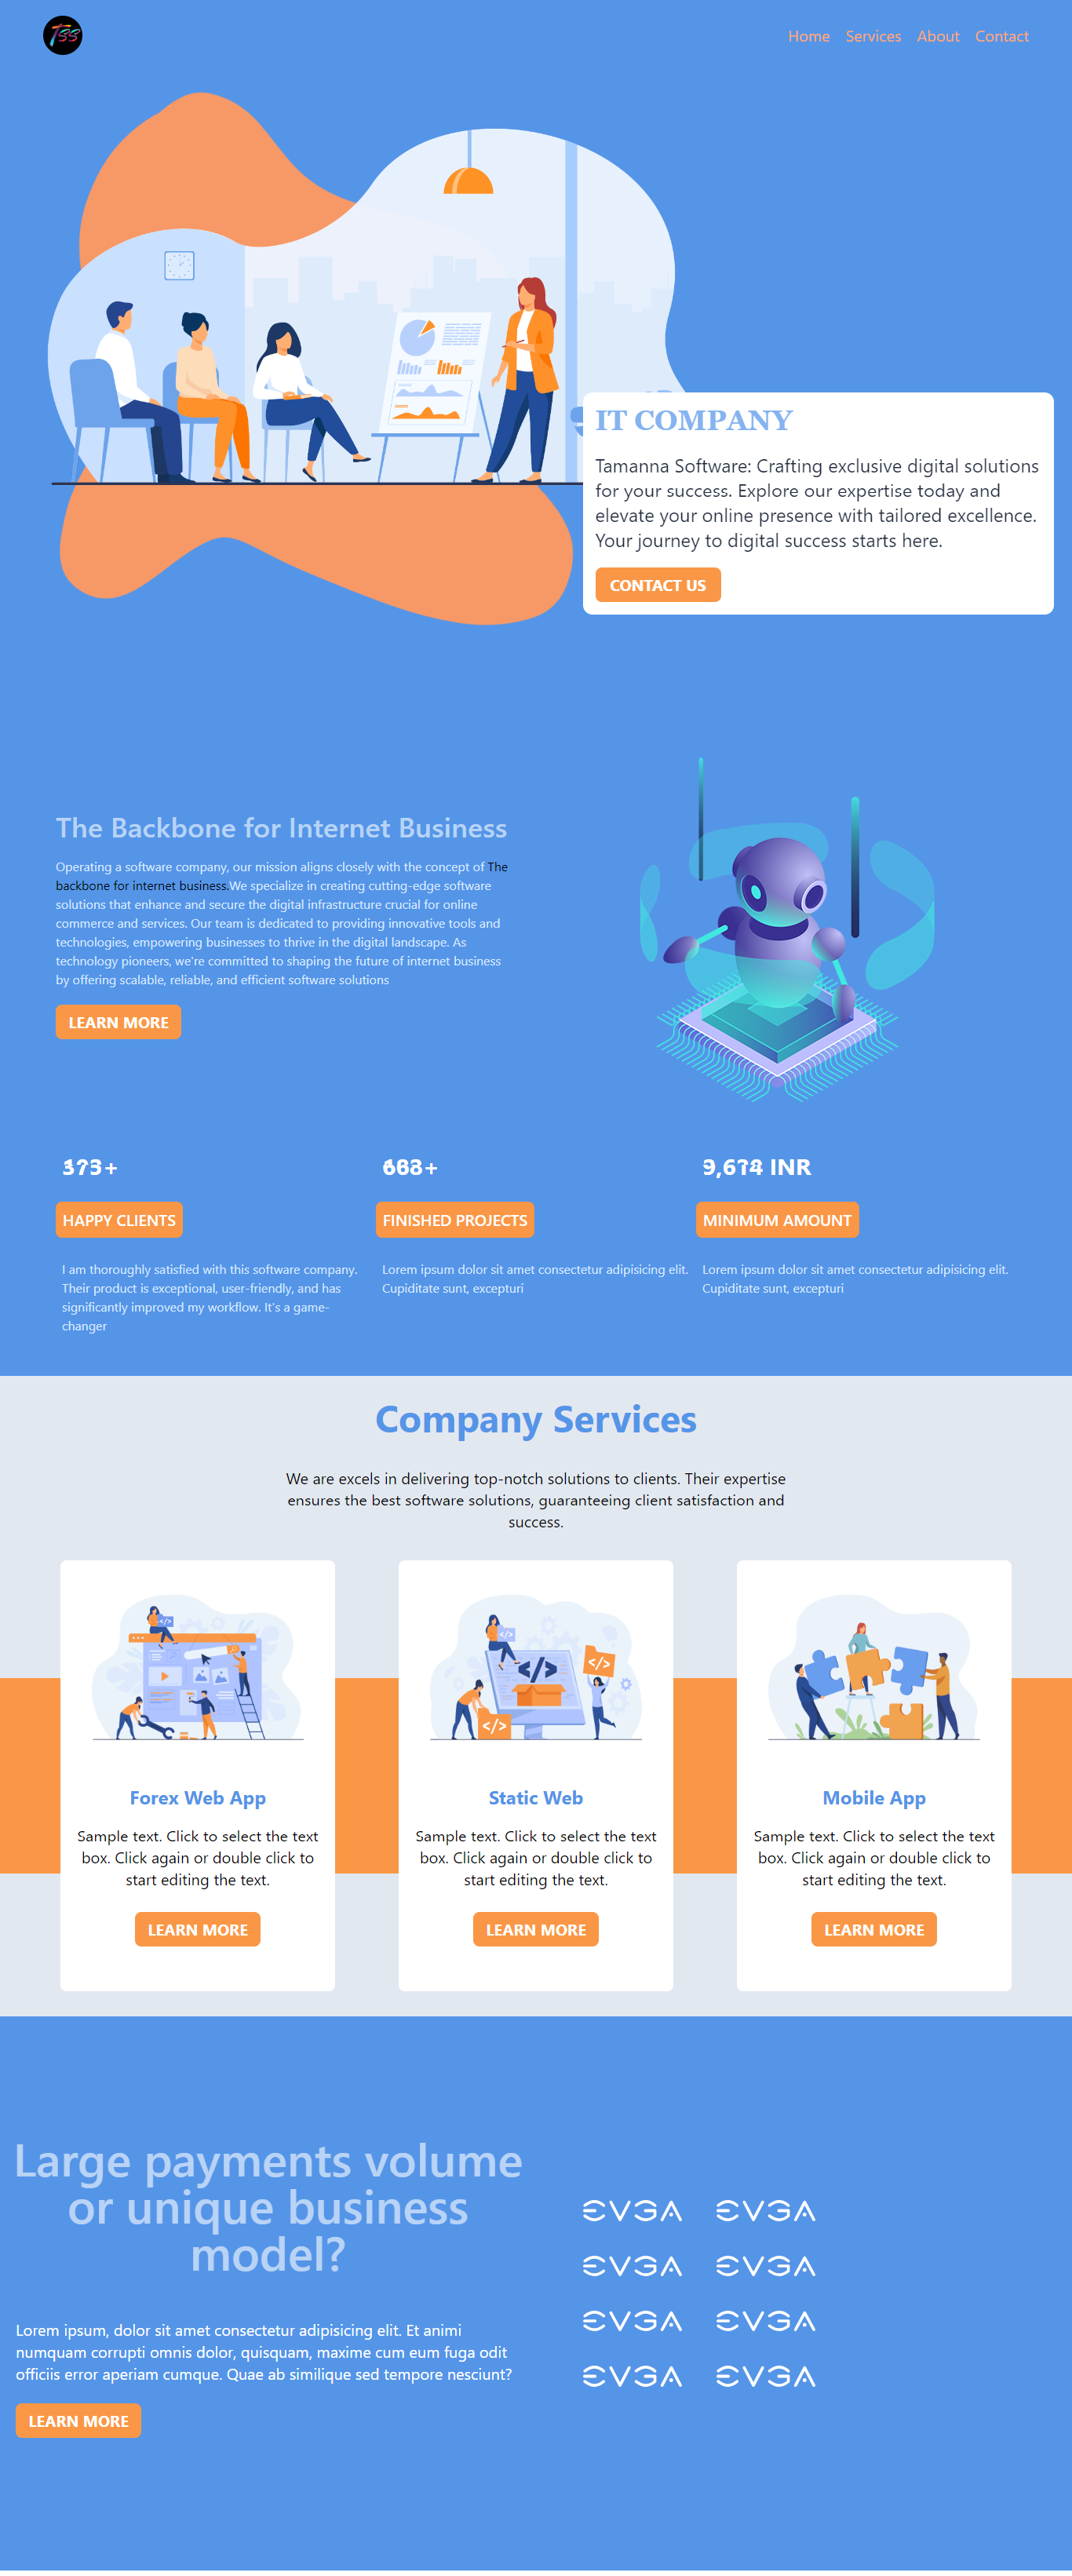 TSS
Home Services About Contact
IT COMPANY
Tamanna Software: Crafting exclusive digital solutions
for your success. Explore our expertise today and
elevate your online presence with tailored excellence.
Your journey to digital success starts here.
CONTACT US
The Backbone for Internet Business
Operating a software company, our mission aligns closely with the concept of The
backbone for internet business.We specialize in creating cutting-edge software
solutions that enhance and secure the digital infrastructure crucial for online
commerce and services. Our team is dedicated to providing innovative tools and
technologies, empowering businesses to thrive in the digital landscape. As
technology pioneers, we're committed to shaping the future of internet business
by offering scalable, reliable, and efficient software solutions
LEARN MORE
INR
HAPPY CLIENTS
FINISHED PROJECTS
MINIMUM AMOUNT
I am thoroughly satisfied with this software company.
Their product is exceptional, user-friendly, and has
significantly improved my workflow. It's a game-
changer
Lorem ipsum dolor sit amet consectetur adipisicing elit.
Cupiditate sunt, excepturi
Lorem ipsum dolor sit amet consectetur adipisicing elit.
Cupiditate sunt, excepturi
Company Services
We are excels in delivering top-notch solutions to clients. Their expertise
ensures the best software solutions, guaranteeing client satisfaction and
success.
Forex Web App
Sample text. Click to select the text
box. Click again or double click to
start editing the text.
LEARN MORE
Static Web
Sample text. Click to select the text
box. Click again or double click to
start editing the text.
LEARN MORE
Mobile App
Sample text. Click to select the text
box. Click again or double click to
start editing the text.
LEARN MORE
Large payments volume
or unique business
model?
Lorem ipsum, dolor sit amet consectetur adipisicing elit. Et animi
numquam corrupti omnis dolor, quisquam, maxime cum eum fuga odit
officiis error aperiam cumque. Quae ab similique sed tempore nesciunt?
LEARN MORE
EVGA EVGA
EVGA EVGA
EVGA EVGA
EVGA EVGA